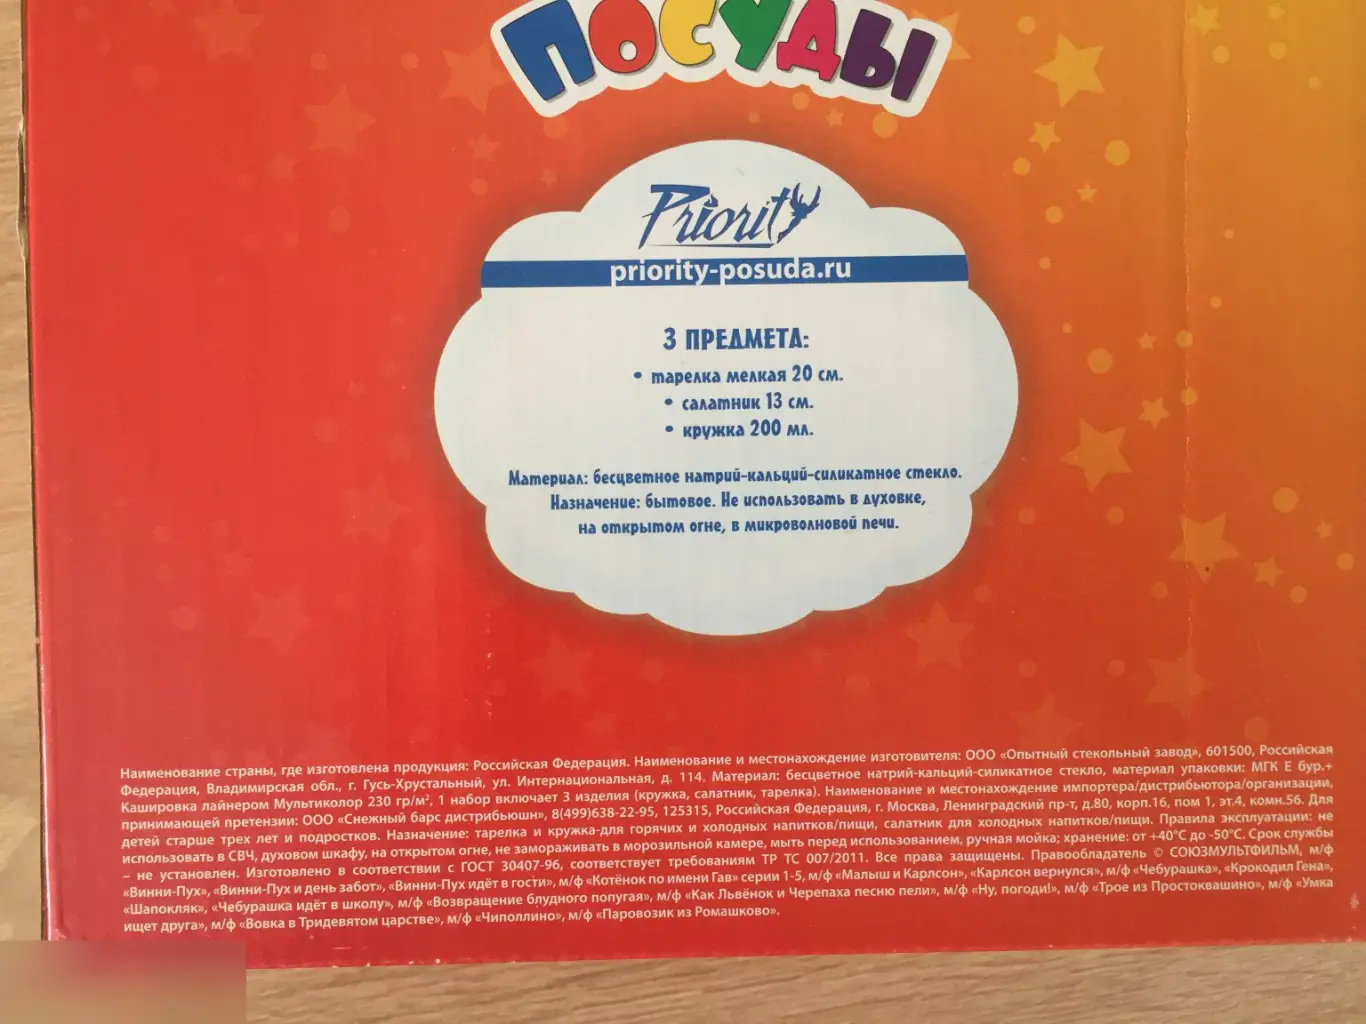 ПОСУДЫ
Priority
priority-posuda.ru
3 ПРЕДМЕТА:
• тарелка мелкая 20 см.
• салатник 13 см.
• кружка 200 мл.
Материал: бесцветное натрий-кальций-силикатное стекло.
Назначение: бытовое. Не использовать в духовке,
на открытом огне, в микроволновой печи.
Наименование страны, где изготовлена продукция: Российская Федерация. Наименование и местонахождение изготовителя: ООО «Опытный стекольный завод», 601500, Российская
Федерация, Владимирская обл., г. Гусь-Хрустальный, ул. Интернациональная, д. 114. Материал: бесцветное натрий-кальций-силикатное стекло, материал упаковки: МГК Е бур.+
Кашировка лайнером Мультиколор 230 гр/м², 1 набор включает 3 изделия (кружка, салатник, тарелка). Наименование и местонахождение импортера/дистрибьютора/организации,
принимающей претензии: ООО «Снежный барс дистрибьюшн», 8(499)638-22-95, 125315, Российская Федерация, г. Москва, Ленинградский пр-т, д.80, корп.16, пом 1, эт.4, комн.56. Для
детей старше трех лет и подростков. Назначение: тарелка и кружка-для горячих и холодных напитков/пищи, салатник для холодных напитков/пищи. Правила эксплуатации: не
использовать в СВЧ, духовом шкафу, на открытом огне, не замораживать в морозильной камере, мыть перед использованием, ручная мойка; хранение: от +40°С до -50°С. Срок службы
– не установлен. Изготовлено в соответствии с ГОСТ 30407-96, соответствует требованиям ТР ТС 007/2011. Все права защищены. Правообладатель © СОЮЗМУЛЬТФИЛЬМ, м/ф
«Винни-Пух», «Винни-Пух и день забот», «Винни-Пух идёт в гости», м/ф «Котёнок по имени Гав» серии 1-5, м/ф «Малыш и Карлсон», «Карлсон вернулся», м/ф «Чебурашка», «Крокодил Гена»,
«Шапокляк», «Чебурашка идёт в школу», м/ф «Возвращение блудного попугая», м/ф «Как Львёнок и Черепаха песню пели», м/ф «Ну, погоди!», м/ф «Трое из Простоквашино», м/ф «Умка
ищет друга», м/ф «Вовка в Тридевятом царстве», м/ф «Чиполлино», м/ф «Паровозик из Ромашково».